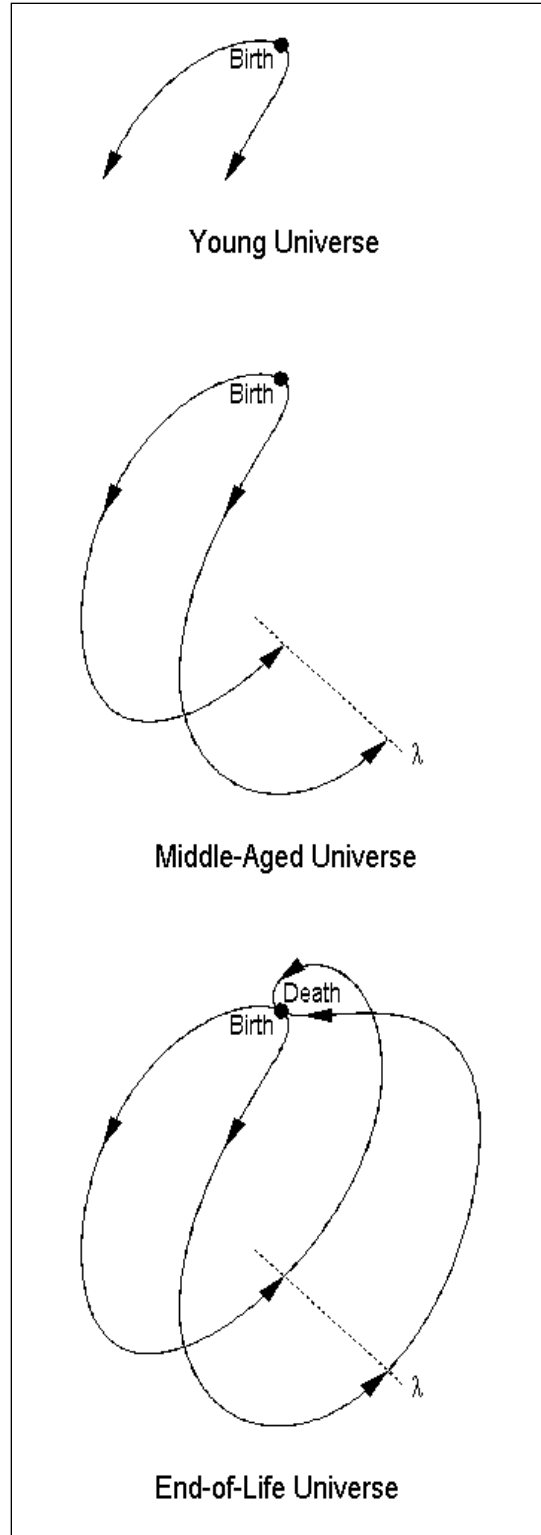 Birth
Young Universe
Birth
λ
Middle-Aged Universe
Death
Birth
λ
End-of-Life Universe